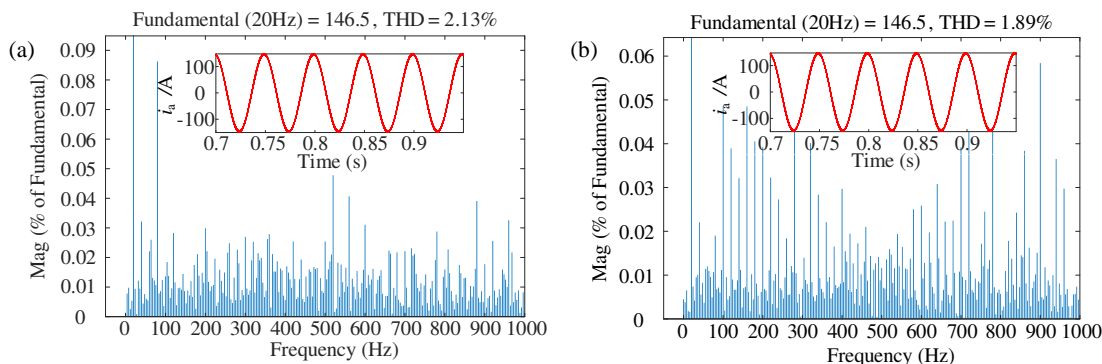 Fundamental (20Hz) = 146.5 , THD = 2.13%
(a)
0.09
0.08
0.07
0.06
0.05
0.04
0.03
0.02
0.01
0
Mag (% of Fundamental)
0 100 200 300 400 500 600 700 800 900 1000
Frequency (Hz)
100
0
-100
i_a /A
0.7 0.75 0.8 0.85 0.9
Time (s)
Fundamental (20Hz) = 146.5 , THD = 1.89%
(b)
0.06
0.05
0.04
0.03
0.02
0.01
0
Mag (% of Fundamental)
0 100 200 300 400 500 600 700 800 900 1000
Frequency (Hz)
100
0
-100
i_a /A
0.7 0.75 0.8 0.85 0.9
Time (s)